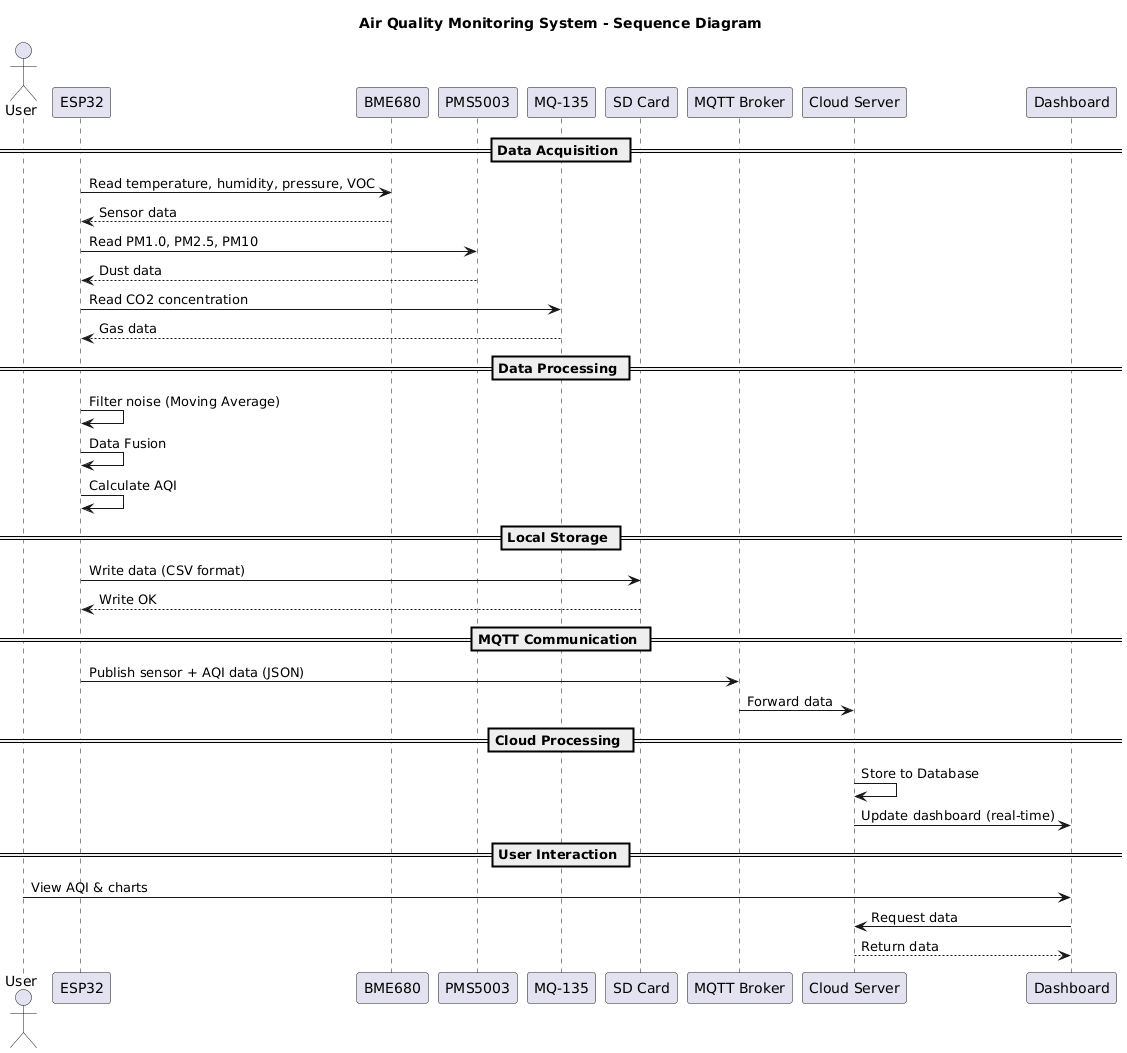 Air Quality Monitoring System - Sequence Diagram
User
ESP32
BME680
PMS5003
MQ-135
SD Card
MQTT Broker
Cloud Server
Dashboard
Data Acquisition
Read temperature, humidity, pressure, VOC
Sensor data
Read PM1.0, PM2.5, PM10
Dust data
Read CO2 concentration
Gas data
Data Processing
Filter noise (Moving Average)
Data Fusion
Calculate AQI
Local Storage
Write data (CSV format)
Write OK
MQTT Communication
Publish sensor + AQI data (JSON)
Forward data
Cloud Processing
Store to Database
Update dashboard (real-time)
User Interaction
View AQI & charts
Request data
Return data
User
ESP32
BME680
PMS5003
MQ-135
SD Card
MQTT Broker
Cloud Server
Dashboard